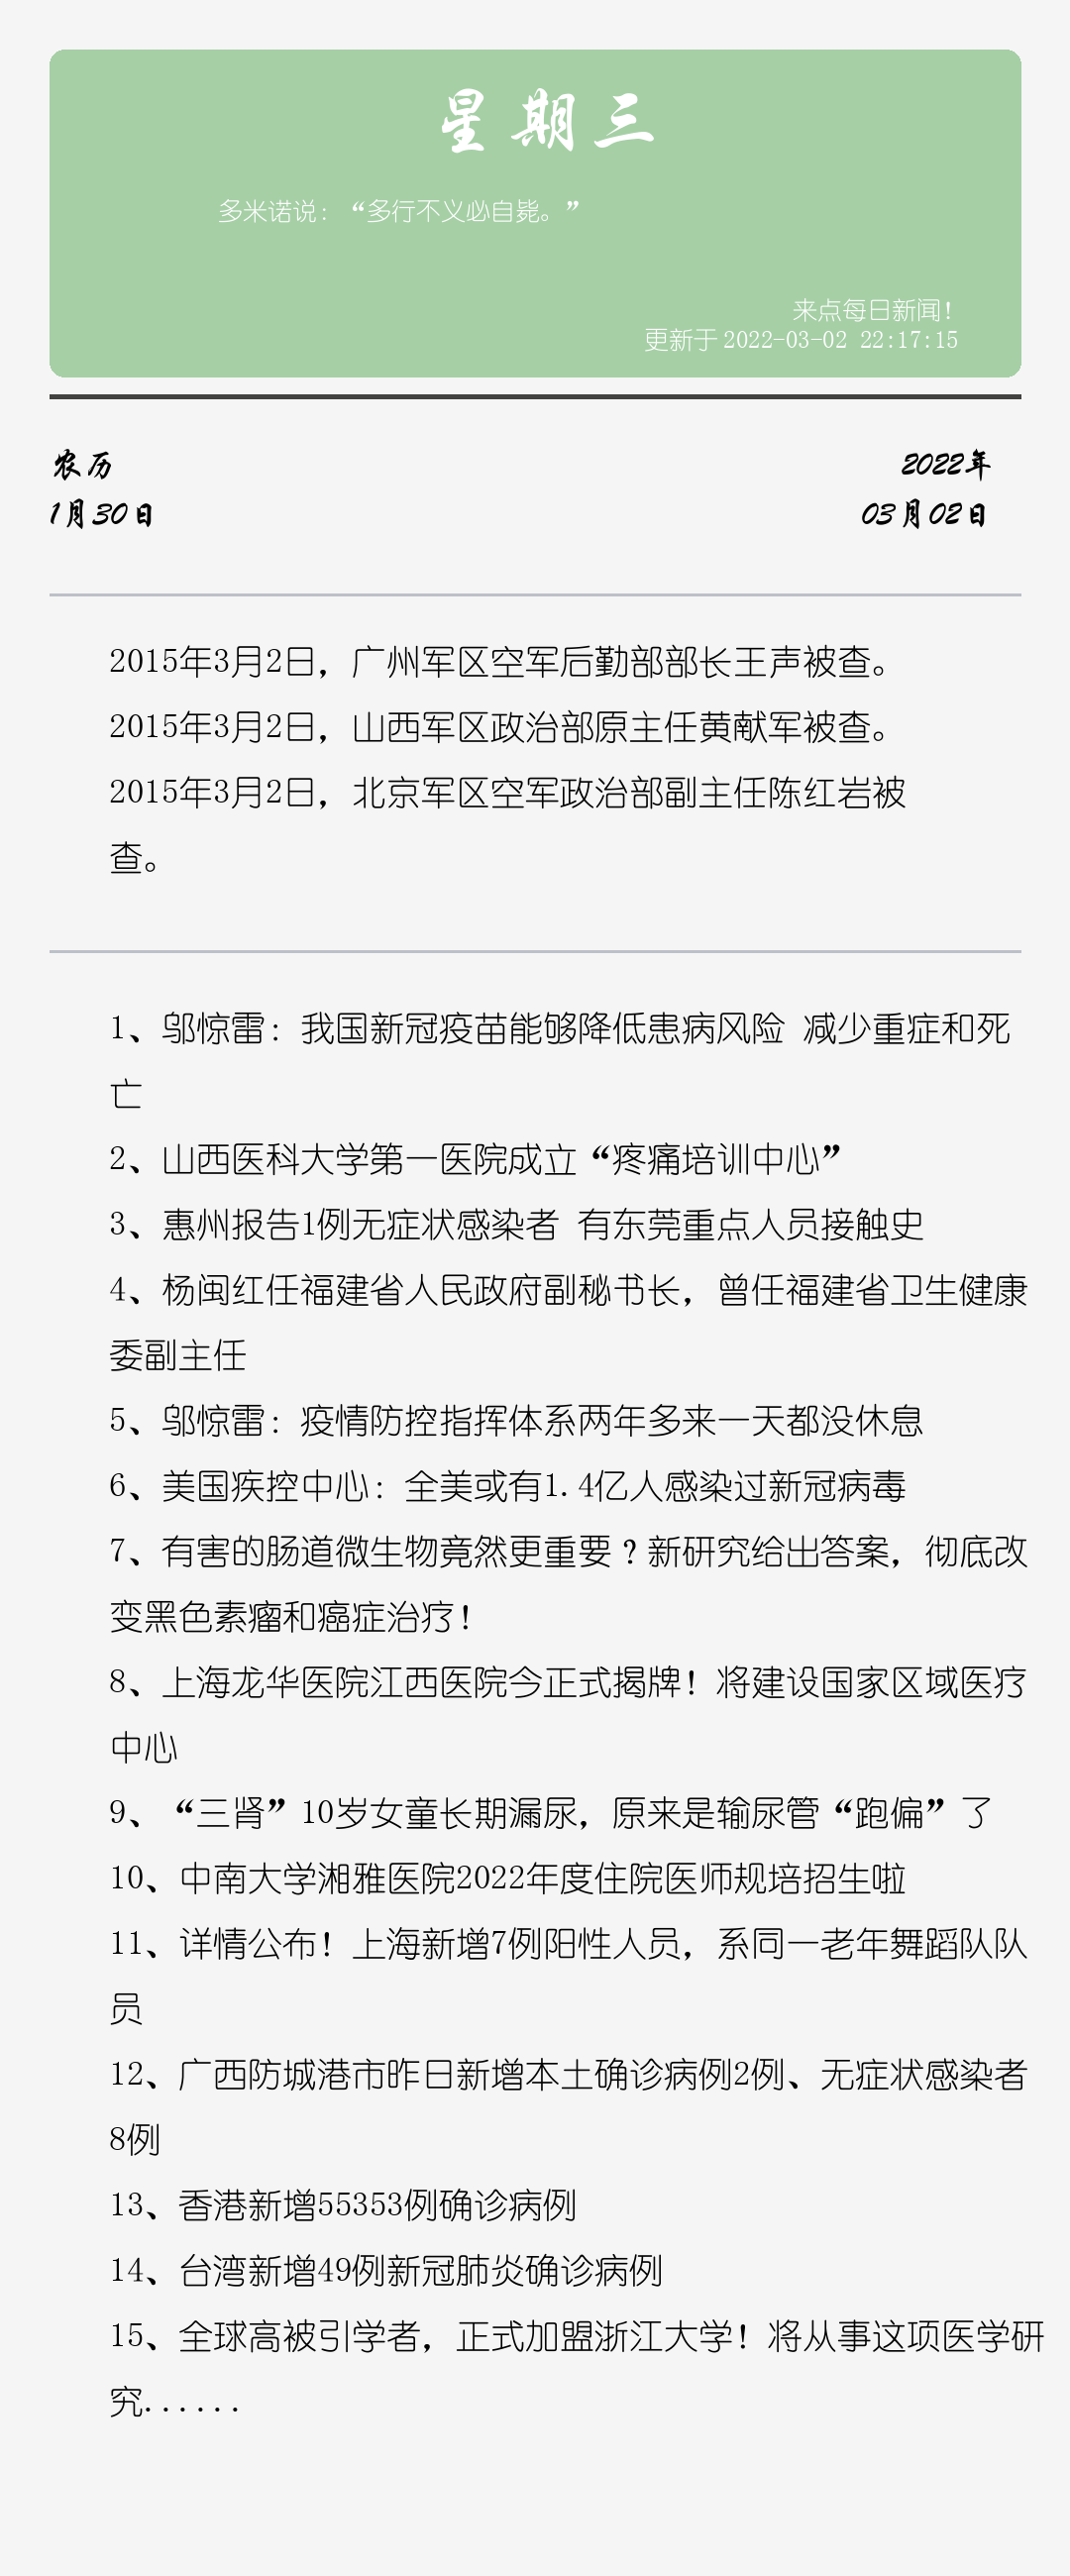 星期三
多米诺说：“多行不义必自毙。”
来点每日新闻！
更新于 2022-03-02 22:17:15
农历
1月30日
2022年
03月02日
2015年3月2日，广州军区空军后勤部部长王声被查。
2015年3月2日，山西军区政治部原主任黄献军被查。
2015年3月2日，北京军区空军政治部副主任陈红岩被
查。
1、邬惊雷：我国新冠疫苗能够降低患病风险 减少重症和死
亡
2、山西医科大学第一医院成立“疼痛培训中心”
3、惠州报告1例无症状感染者 有东莞重点人员接触史
4、杨闽红任福建省人民政府副秘书长，曾任福建省卫生健康
委副主任
5、邬惊雷：疫情防控指挥体系两年多来一天都没休息
6、美国疾控中心：全美或有1.4亿人感染过新冠病毒
7、有害的肠道微生物竟然更重要？新研究给出答案，彻底改
变黑色素瘤和癌症治疗！
8、上海龙华医院江西医院今正式揭牌！将建设国家区域医疗
中心
9、“三肾”10岁女童长期漏尿，原来是输尿管“跑偏”了
10、中南大学湘雅医院2022年度住院医师规培招生啦
11、详情公布！上海新增7例阳性人员，系同一老年舞蹈队队
员
12、广西防城港市昨日新增本土确诊病例2例、无症状感染者
8例
13、香港新增55353例确诊病例
14、台湾新增49例新冠肺炎确诊病例
15、全球高被引学者，正式加盟浙江大学！将从事这项医学研
究......